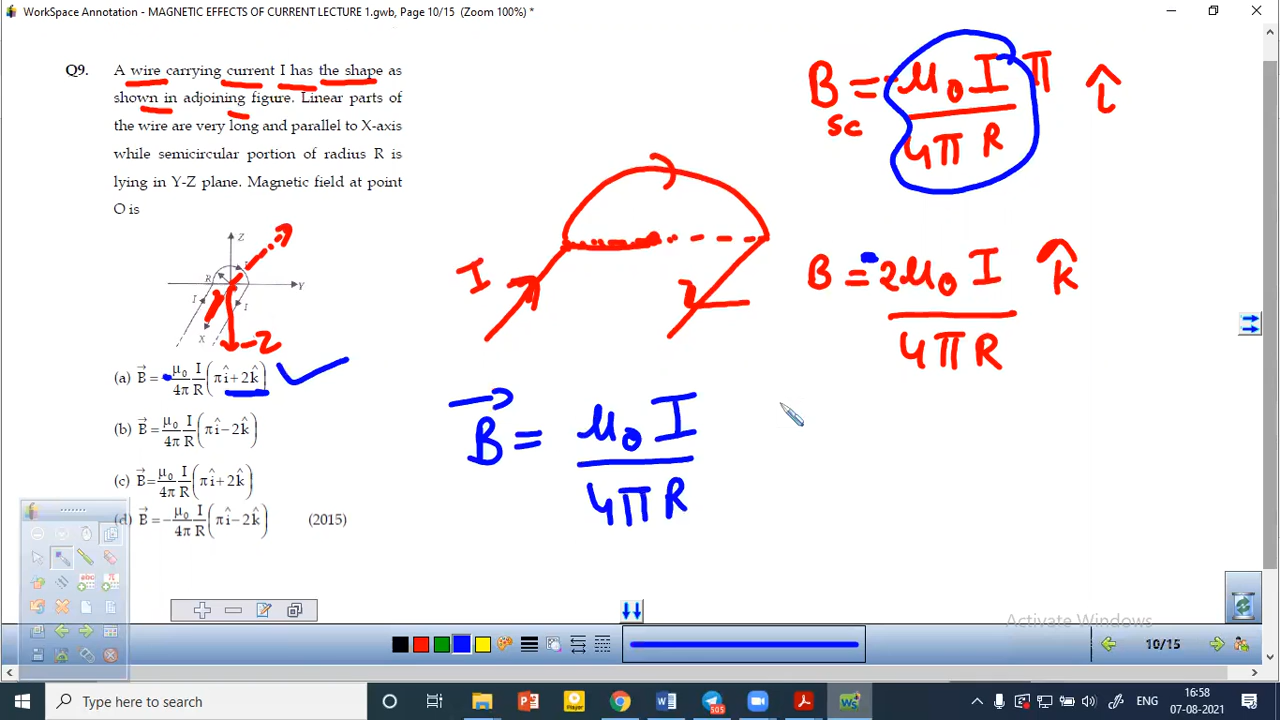 WorkSpace Annotation - MAGNETIC EFFECTS OF CURRENT LECTURE 1.gwb, Page 10/15 (Zoom 100%) *
Q9. A wire carrying current I has the shape as
shown in adjoining figure. Linear parts of
the wire are very long and parallel to X-axis
while semicircular portion of radius R is
lying in Y-Z plane. Magnetic field at point
O is
Z
R
I
Y
I
I
X
-Z
(a) B⃗ = -μ₀/4π I/R (πî+2k̂)
(b) B⃗ = μ₀/4π I/R (πî−2k̂)
(c) B⃗= μ₀/4π I/R (πî+2k̂)
(d) B⃗ = −μ₀/4π I/R (πî−2k̂) (2015)
I
B sc = -μ₀ I π / 4π R î
B = -2μ₀ I / 4π R k̂
B⃗ = μ₀ I / 4π R
Activate Windows
10/15
Type here to search
ENG
16:58
07-08-2021